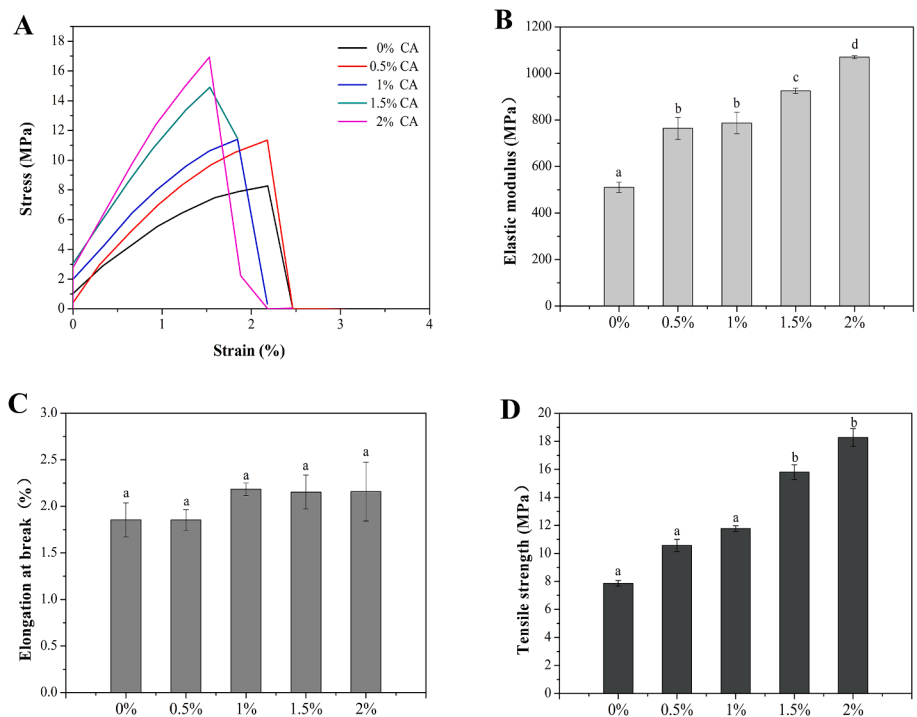 A
18
16
14
12
10
8
6
4
2
0
Stress (MPa)
0% CA
0.5% CA
1% CA
1.5% CA
2% CA
0 1 2 3 4
Strain (%)
B
1200
1000
800
600
400
200
0
Elastic modulus (MPa)
a b b c d
0% 0.5% 1% 1.5% 2%
C
3.0
2.5
2.0
1.5
1.0
0.5
0.0
Elongation at break (%)
a a a a a
0% 0.5% 1% 1.5% 2%
D
20
18
16
14
12
10
8
6
4
2
0
Tensile strength (MPa)
a a a b b
0% 0.5% 1% 1.5% 2%